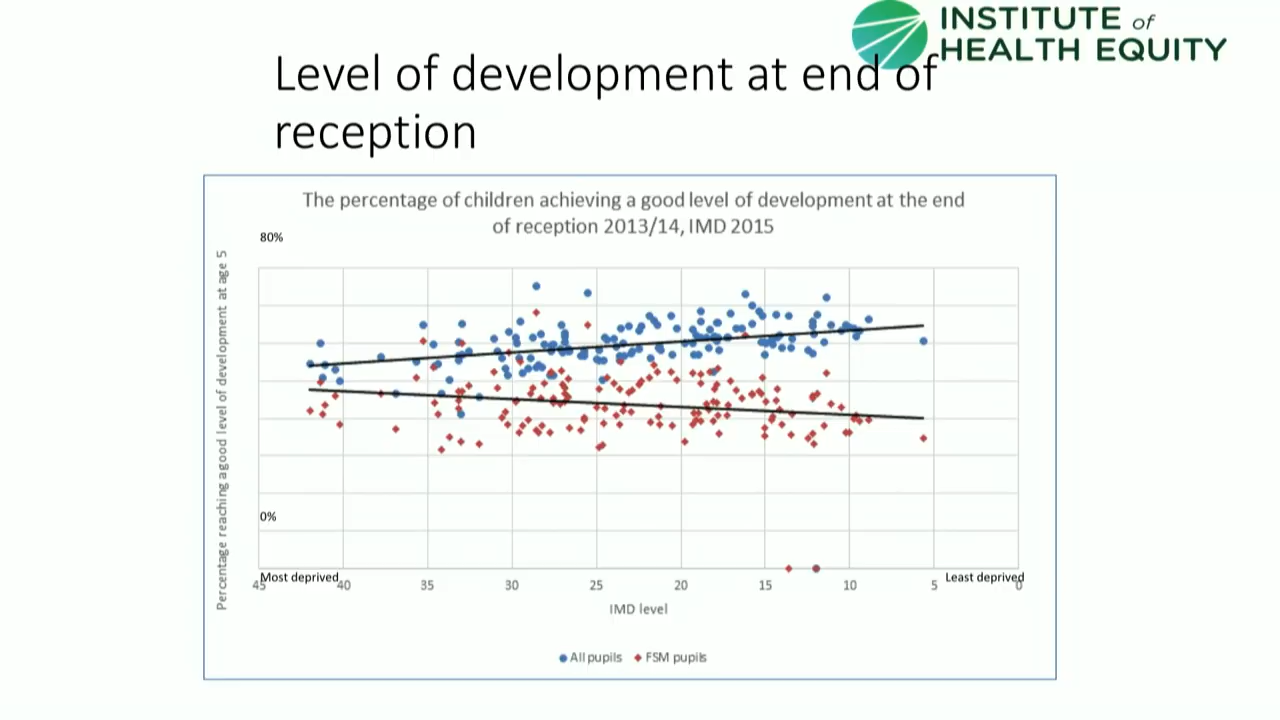 INSTITUTE of
HEALTH EQUITY
Level of development at end of
reception
The percentage of children achieving a good level of development at the end
of reception 2013/14, IMD 2015
80%
Percentage reaching a good level of development at age 5
0%
Most deprived
Least deprived
45 40 35 30 25 20 15 10 5 0
IMD level
All pupils FSM pupils